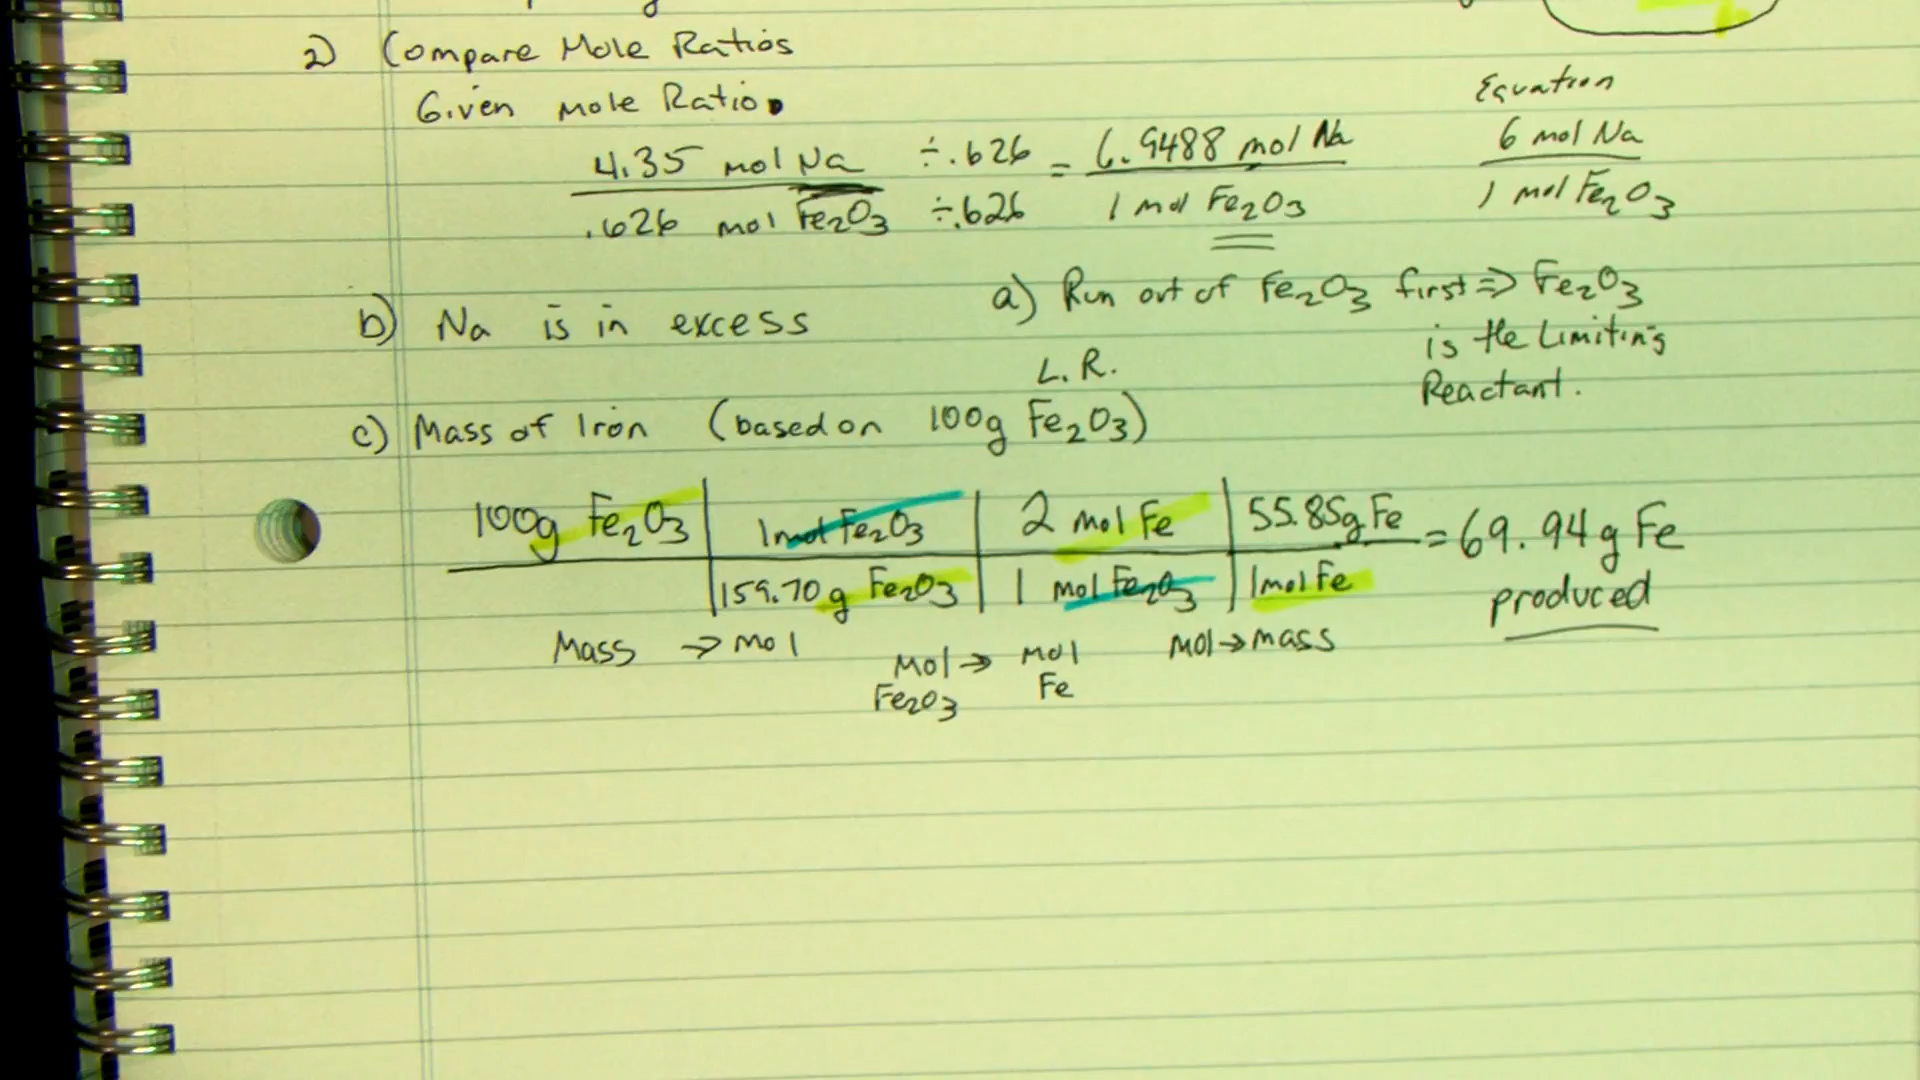 2) Compare Mole Ratios
Given Mole Ratio.
4.35 mol Na ÷.626 = 6.9488 mol Na
.626 mol Fe2O3 ÷.626 1 mol Fe2O3
Equation
6 mol Na
1 mol Fe2O3
a) Run out of Fe2O3 first => Fe2O3
is the Limiting
Reactant.
b) Na is in excess
L.R.
c) Mass of Iron (based on 100g Fe2O3)
100g Fe2O3 | 1 mol Fe2O3 | 2 mol Fe | 55.85g Fe = 69.94 g Fe
159.70 g Fe2O3 | 1 mol Fe2O3 | 1 mol Fe
produced
Mass → mol
Mol → mol
Fe2O3 Fe
Mol → mass